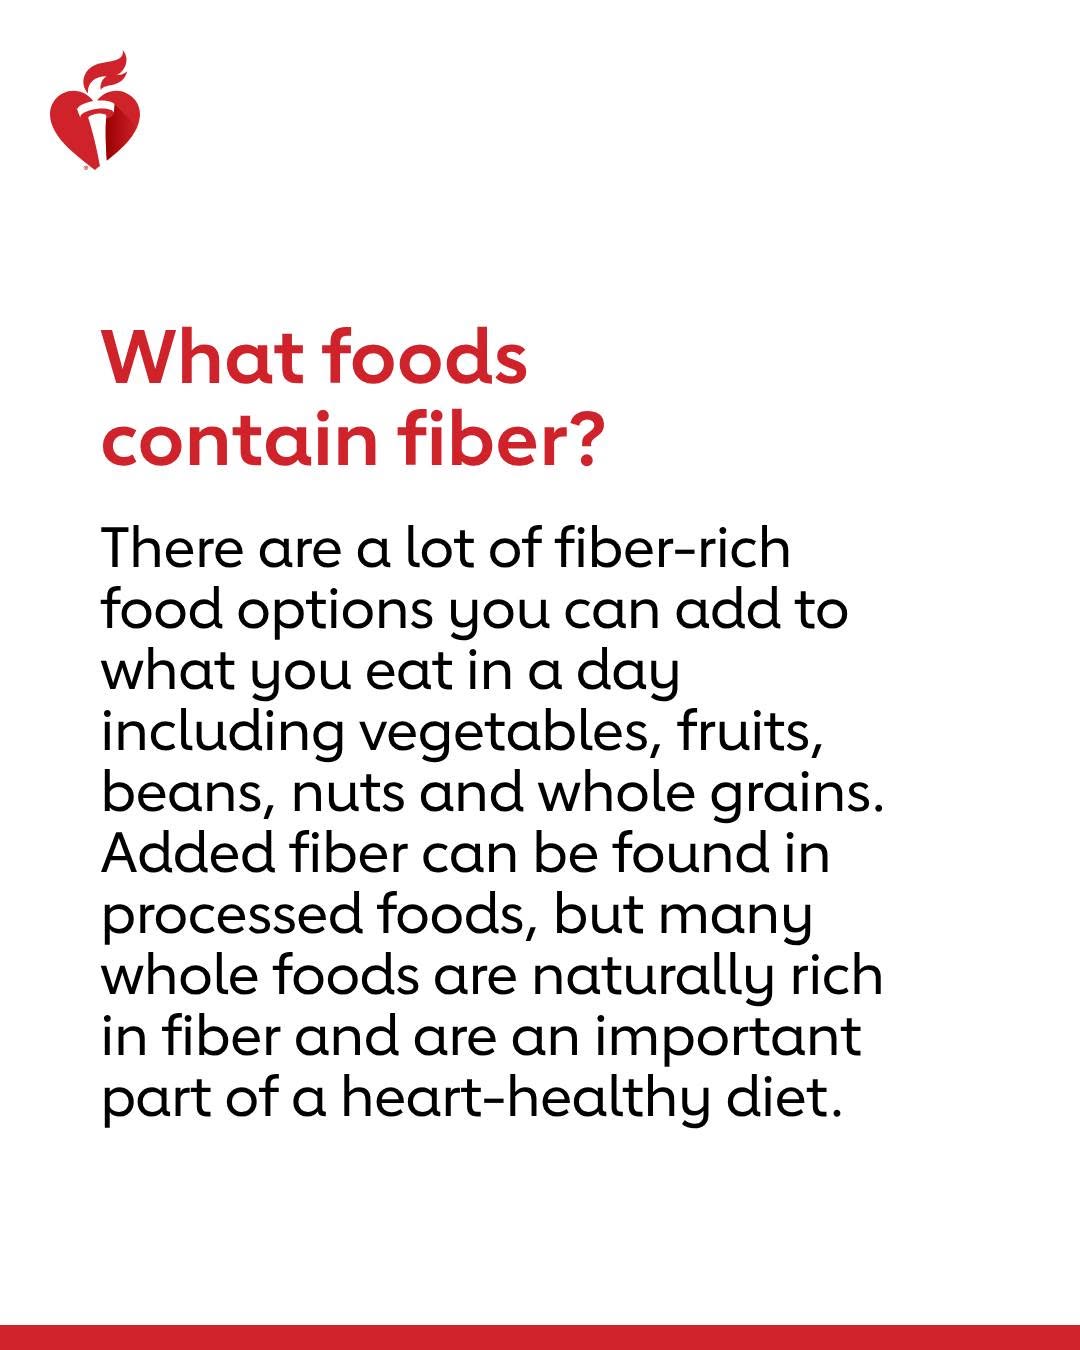 What foods
contain fiber?
There are a lot of fiber-rich
food options you can add to
what you eat in a day
including vegetables, fruits,
beans, nuts and whole grains.
Added fiber can be found in
processed foods, but many
whole foods are naturally rich
in fiber and are an important
part of a heart-healthy diet.